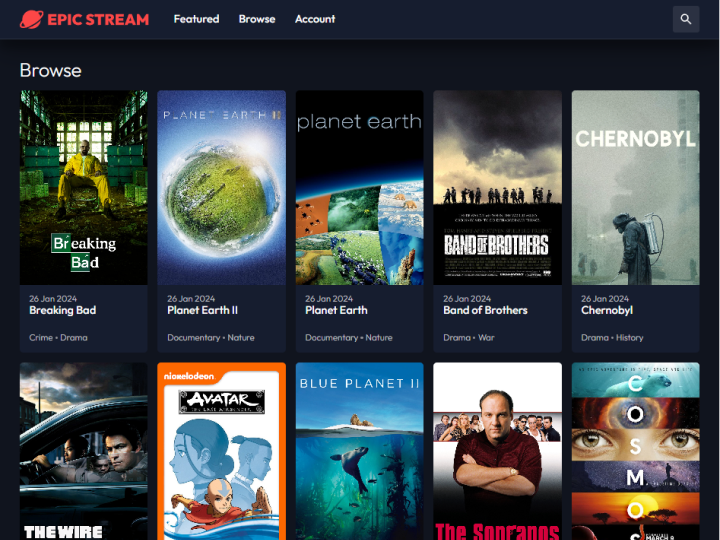 EPIC STREAM
Featured
Browse
Account
Browse
Breaking
Bad
PLANET EARTH II
planet earth
BAND OF BROTHERS
CHERNOBYL
26 Jan 2024
Breaking Bad
Crime • Drama
26 Jan 2024
Planet Earth II
Documentary • Nature
26 Jan 2024
Planet Earth
Documentary • Nature
26 Jan 2024
Band of Brothers
Drama • War
26 Jan 2024
Chernobyl
Drama • History
THE WIRE
nickelodeon
AVATAR
THE LAST AIRBENDER
BLUE PLANET II
The Sopranos
C
O
S
M
O